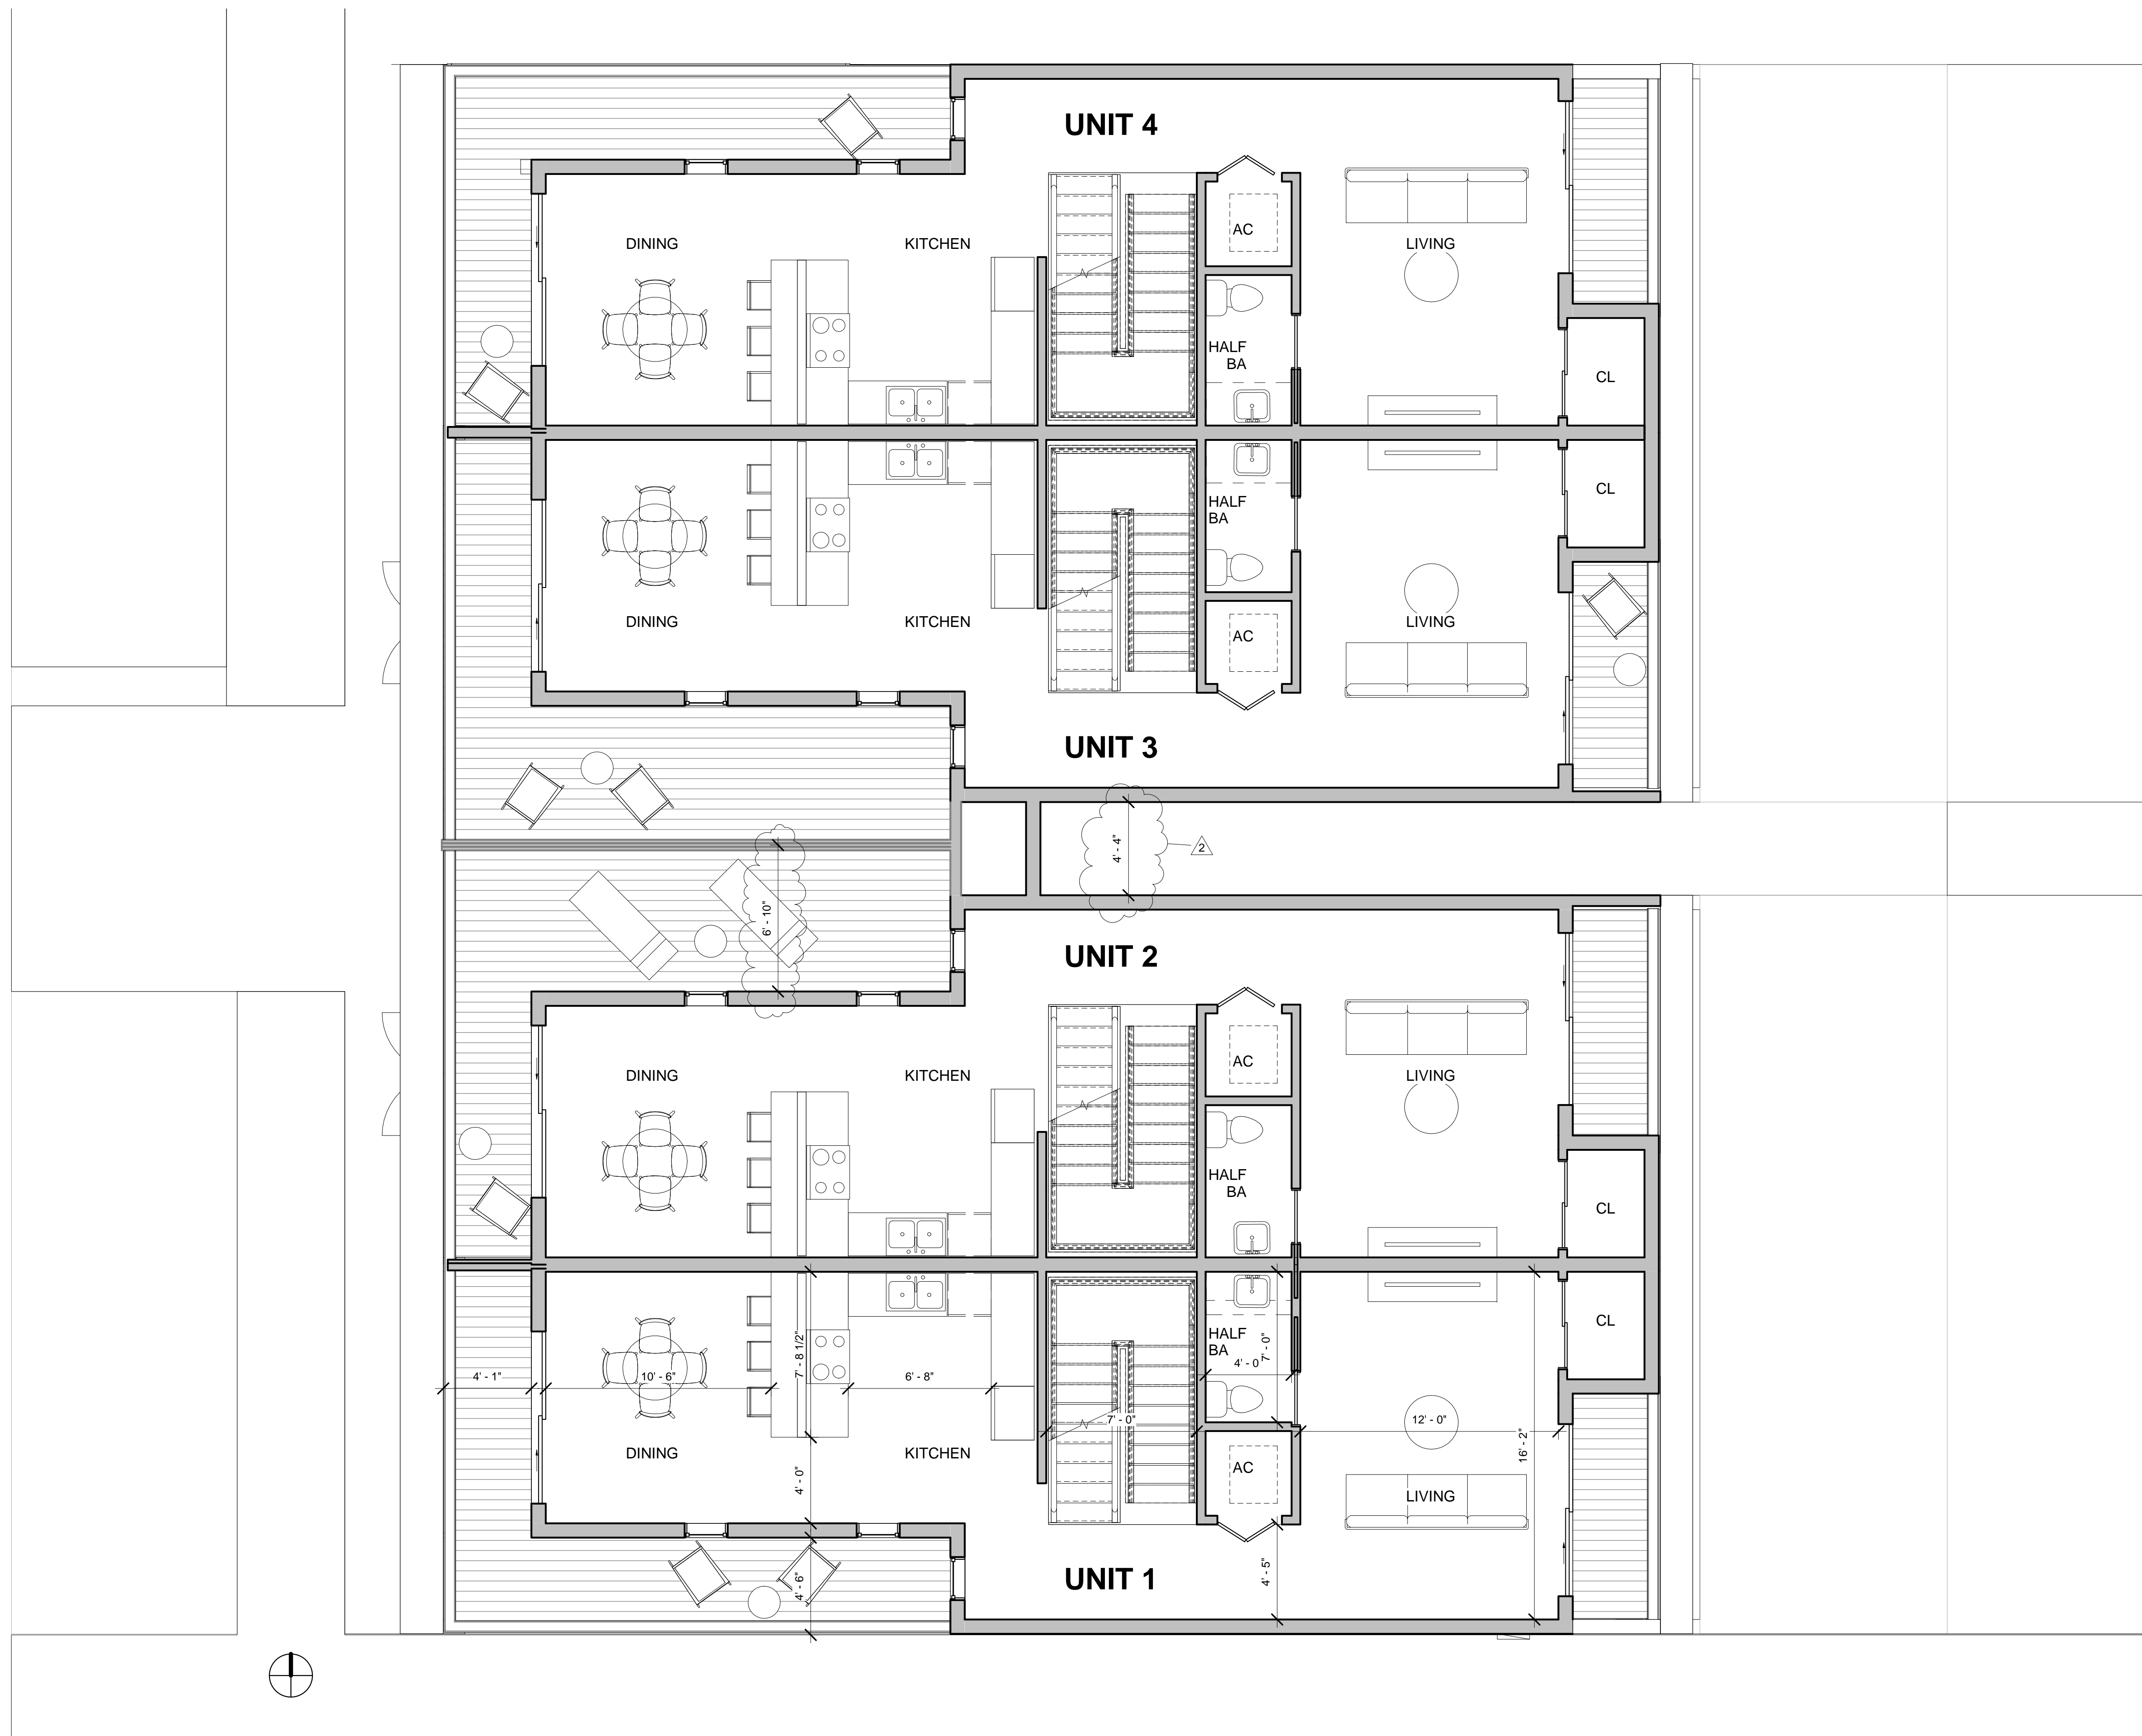 UNIT 4
DINING
KITCHEN
AC
LIVING
HALF
BA
CL
HALF
BA
CL
DINING
KITCHEN
AC
LIVING
UNIT 3
4' - 4"
2
6' - 10"
UNIT 2
DINING
KITCHEN
AC
LIVING
HALF
BA
CL
HALF
BA
CL
7' - 8 1/2"
7' - 0"
4' - 0
4' - 1"
10' - 6"
6' - 8"
7' - 0"
12' - 0"
16' - 2"
DINING
KITCHEN
AC
4' - 0"
LIVING
4' - 5"
4' - 6"
UNIT 1